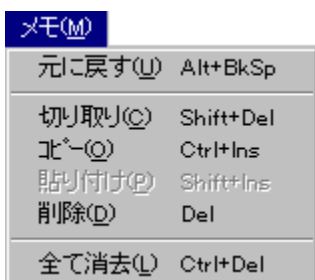 メモ(M)
元に戻す(U) Alt+BkSp
切り取り(C) Shift+Del
ｺﾋﾟｰ(O) Ctrl+Ins
貼り付け(P) Shift+Ins
削除(D) Del
全て消去(L) Ctrl+Del